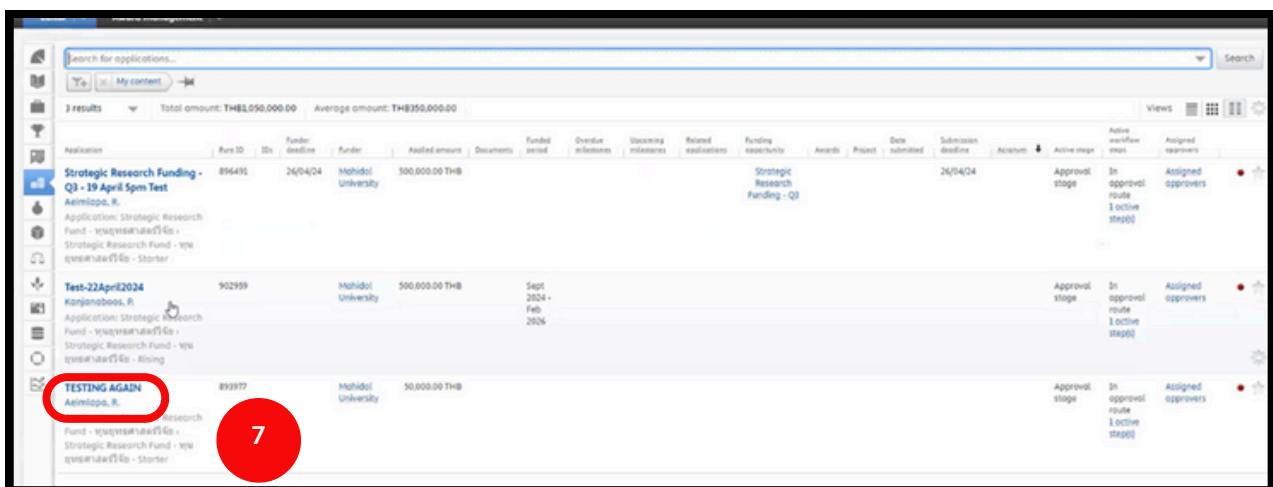 Award management
Search for applications...
Search
My content
3 results Total amount: THB1,050,000.00 Average amount: THB350,000.00 Views
Application Pure ID IDs Funder deadline Funder Applied amount Documents Funded period Overdue milestones Upcoming milestones Related applications Funding opportunity Awards Project Date submitted Submission deadline Acronym Active stage Active workflow steps Assigned approvers
Strategic Research Funding - 896491 26/04/24 Mahidol 500,000.00 THB Strategic 26/04/24 Approval In Assigned
Q3 - 19 April 5pm Test University Research stage approval approvers
Aeimlapa, R. Funding - Q3 route
Application: Strategic Research 1 active
Fund - ทุนยุทธศาสตร์วิจัย › step(s)
Strategic Research Fund - ทุน
ยุทธศาสตร์วิจัย - Starter
Test-22April2024 902959 Mahidol 500,000.00 THB Sept Approval In Assigned
Kanjanaboos, P. University 2024 - stage approval approvers
Application: Strategic Research Feb route
Fund - ทุนยุทธศาสตร์วิจัย › 2026 1 active
Strategic Research Fund - ทุน step(s)
ยุทธศาสตร์วิจัย - Rising
TESTING AGAIN 893977 Mahidol 50,000.00 THB Approval In Assigned
Aeimlapa, R. University stage approval approvers
Research route
Fund - ทุนยุทธศาสตร์วิจัย › 1 active
Strategic Research Fund - ทุน step(s)
ยุทธศาสตร์วิจัย - Starter
7